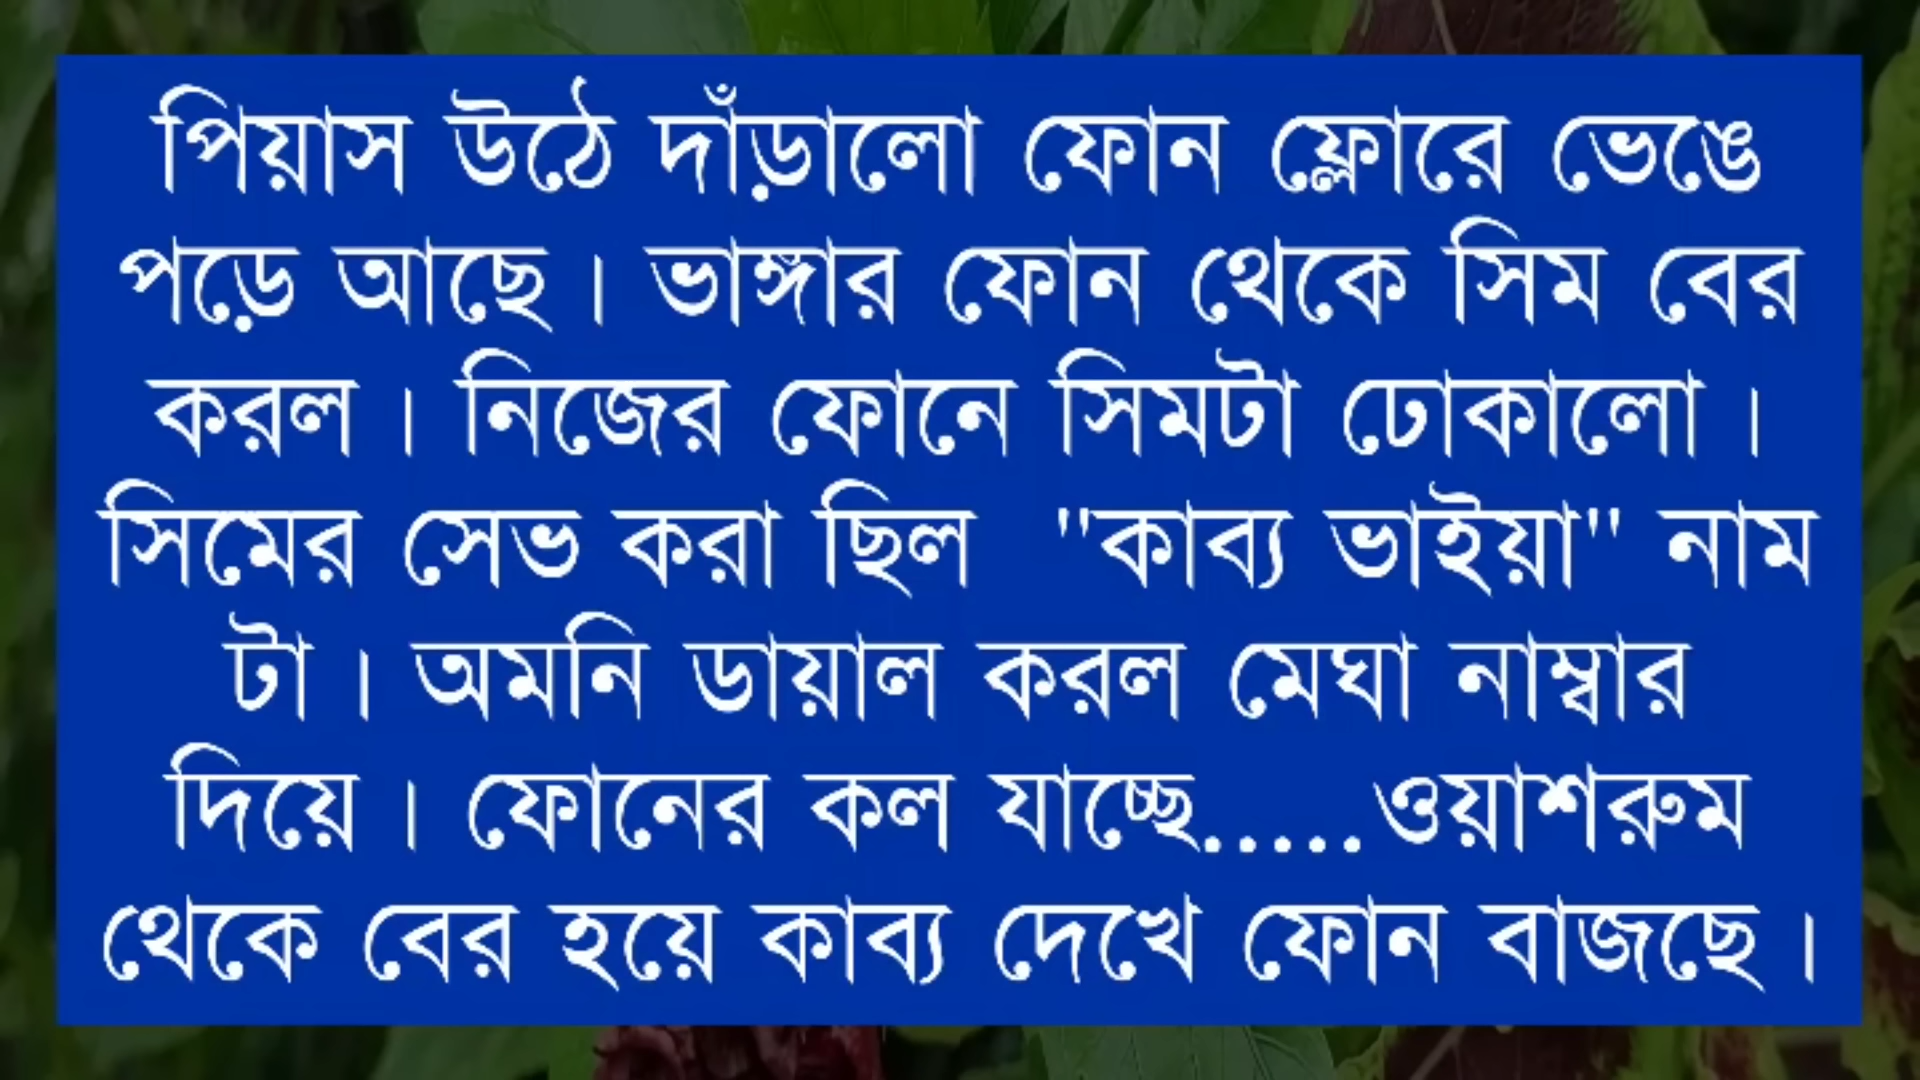 পিয়াস উঠে দাঁড়ালো ফোন ফ্লোরে ভেঙে
পড়ে আছে। ভাঙ্গার ফোন থেকে সিম বের
করল। নিজের ফোনে সিমটা ঢোকালো।
সিমের সেভ করা ছিল "কাব্য ভাইয়া" নাম
টা। অমনি ডায়াল করল মেঘা নাম্বার
দিয়ে। ফোনের কল যাচ্ছে.....ওয়াশরুম
থেকে বের হয়ে কাব্য দেখে ফোন বাজছে।